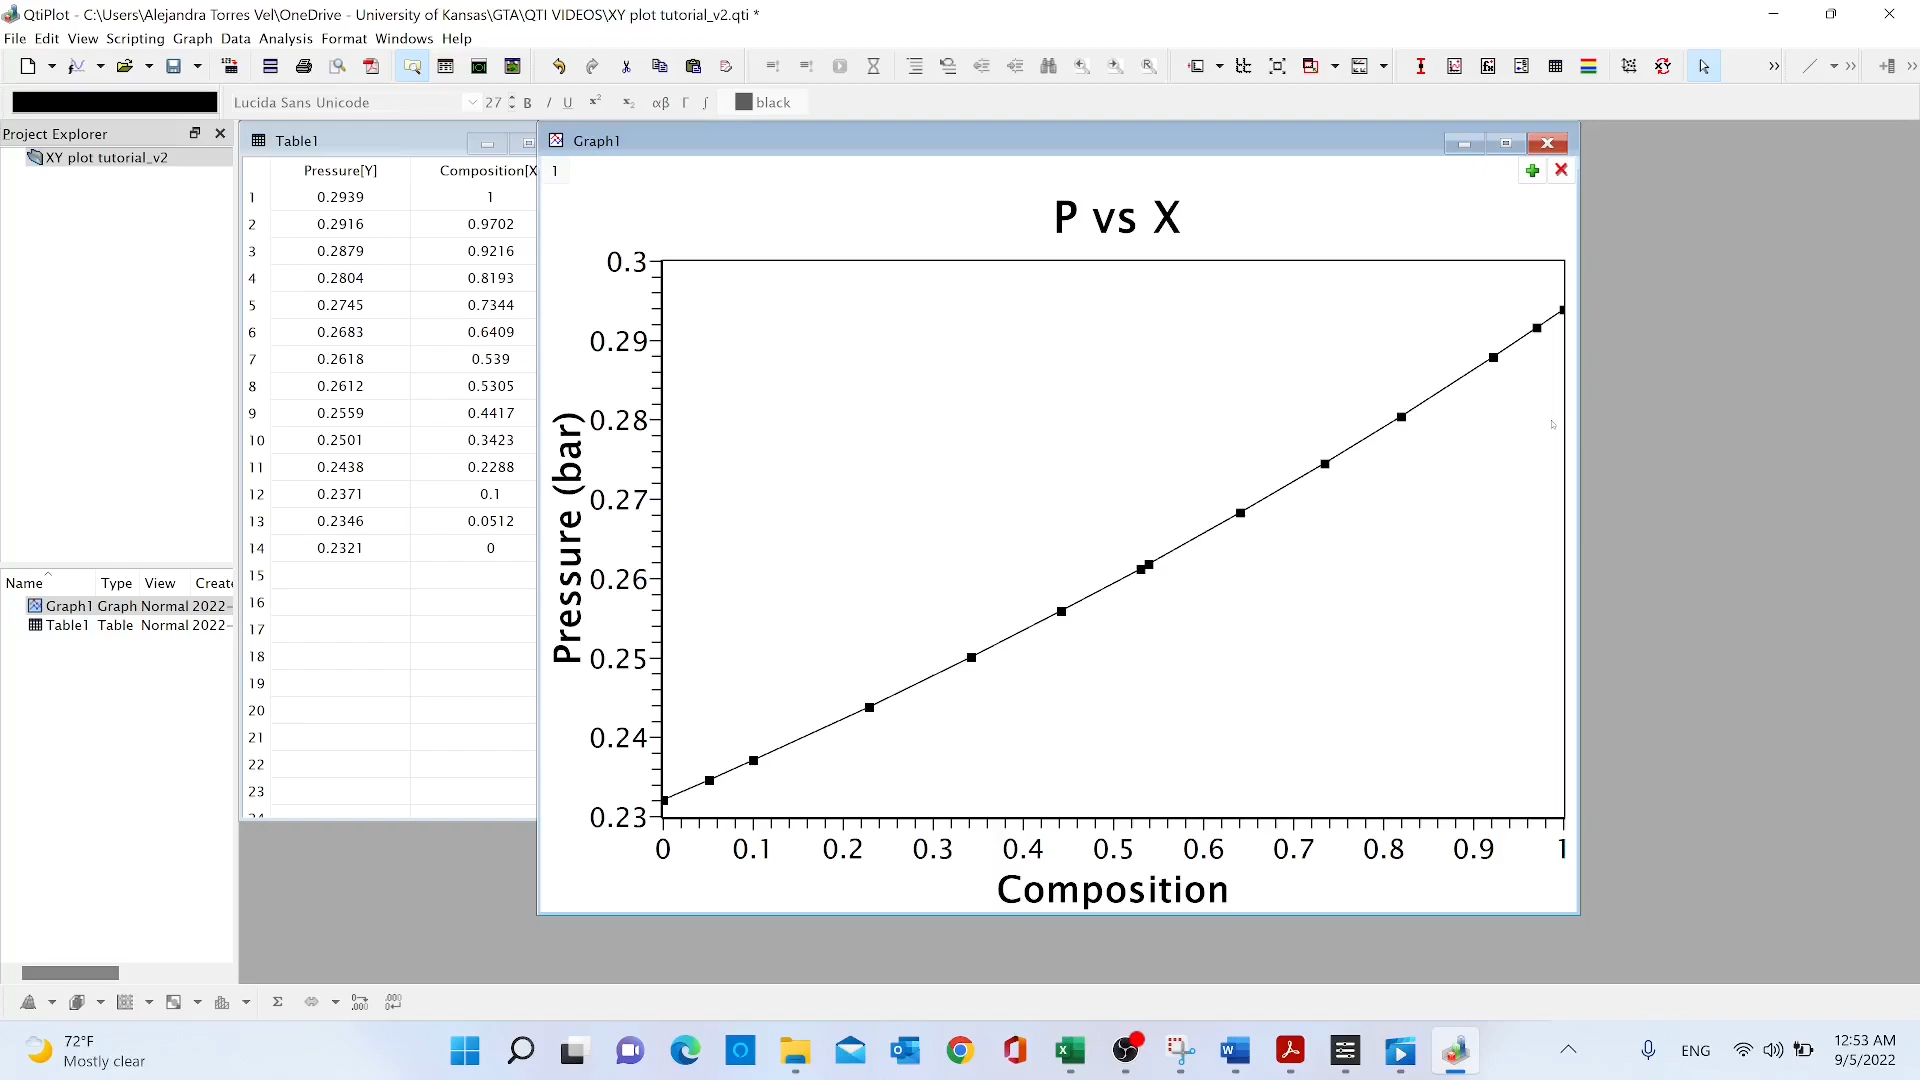 QtiPlot - C:\Users\Alejandra Torres Vel\OneDrive - University of Kansas\GTA\QTI VIDEOS\XY plot tutorial_v2.qti *
File Edit View Scripting Graph Data Analysis Format Windows Help
Lucida Sans Unicode 27 B I U x² x₂ αβ Γ ∫ black
Project Explorer
XY plot tutorial_v2
Name Type View Create
Graph1 Graph Normal 2022-
Table1 Table Normal 2022-
Table1
Pressure[Y] Composition[X
1 0.2939 1
2 0.2916 0.9702
3 0.2879 0.9216
4 0.2804 0.8193
5 0.2745 0.7344
6 0.2683 0.6409
7 0.2618 0.539
8 0.2612 0.5305
9 0.2559 0.4417
10 0.2501 0.3423
11 0.2438 0.2288
12 0.2371 0.1
13 0.2346 0.0512
14 0.2321 0
15
16
17
18
19
20
21
22
23
24
Graph1
1
P vs X
Pressure (bar)
0.3
0.29
0.28
0.27
0.26
0.25
0.24
0.23
0 0.1 0.2 0.3 0.4 0.5 0.6 0.7 0.8 0.9 1
Composition
72°F
Mostly clear
ENG
12:53 AM
9/5/2022